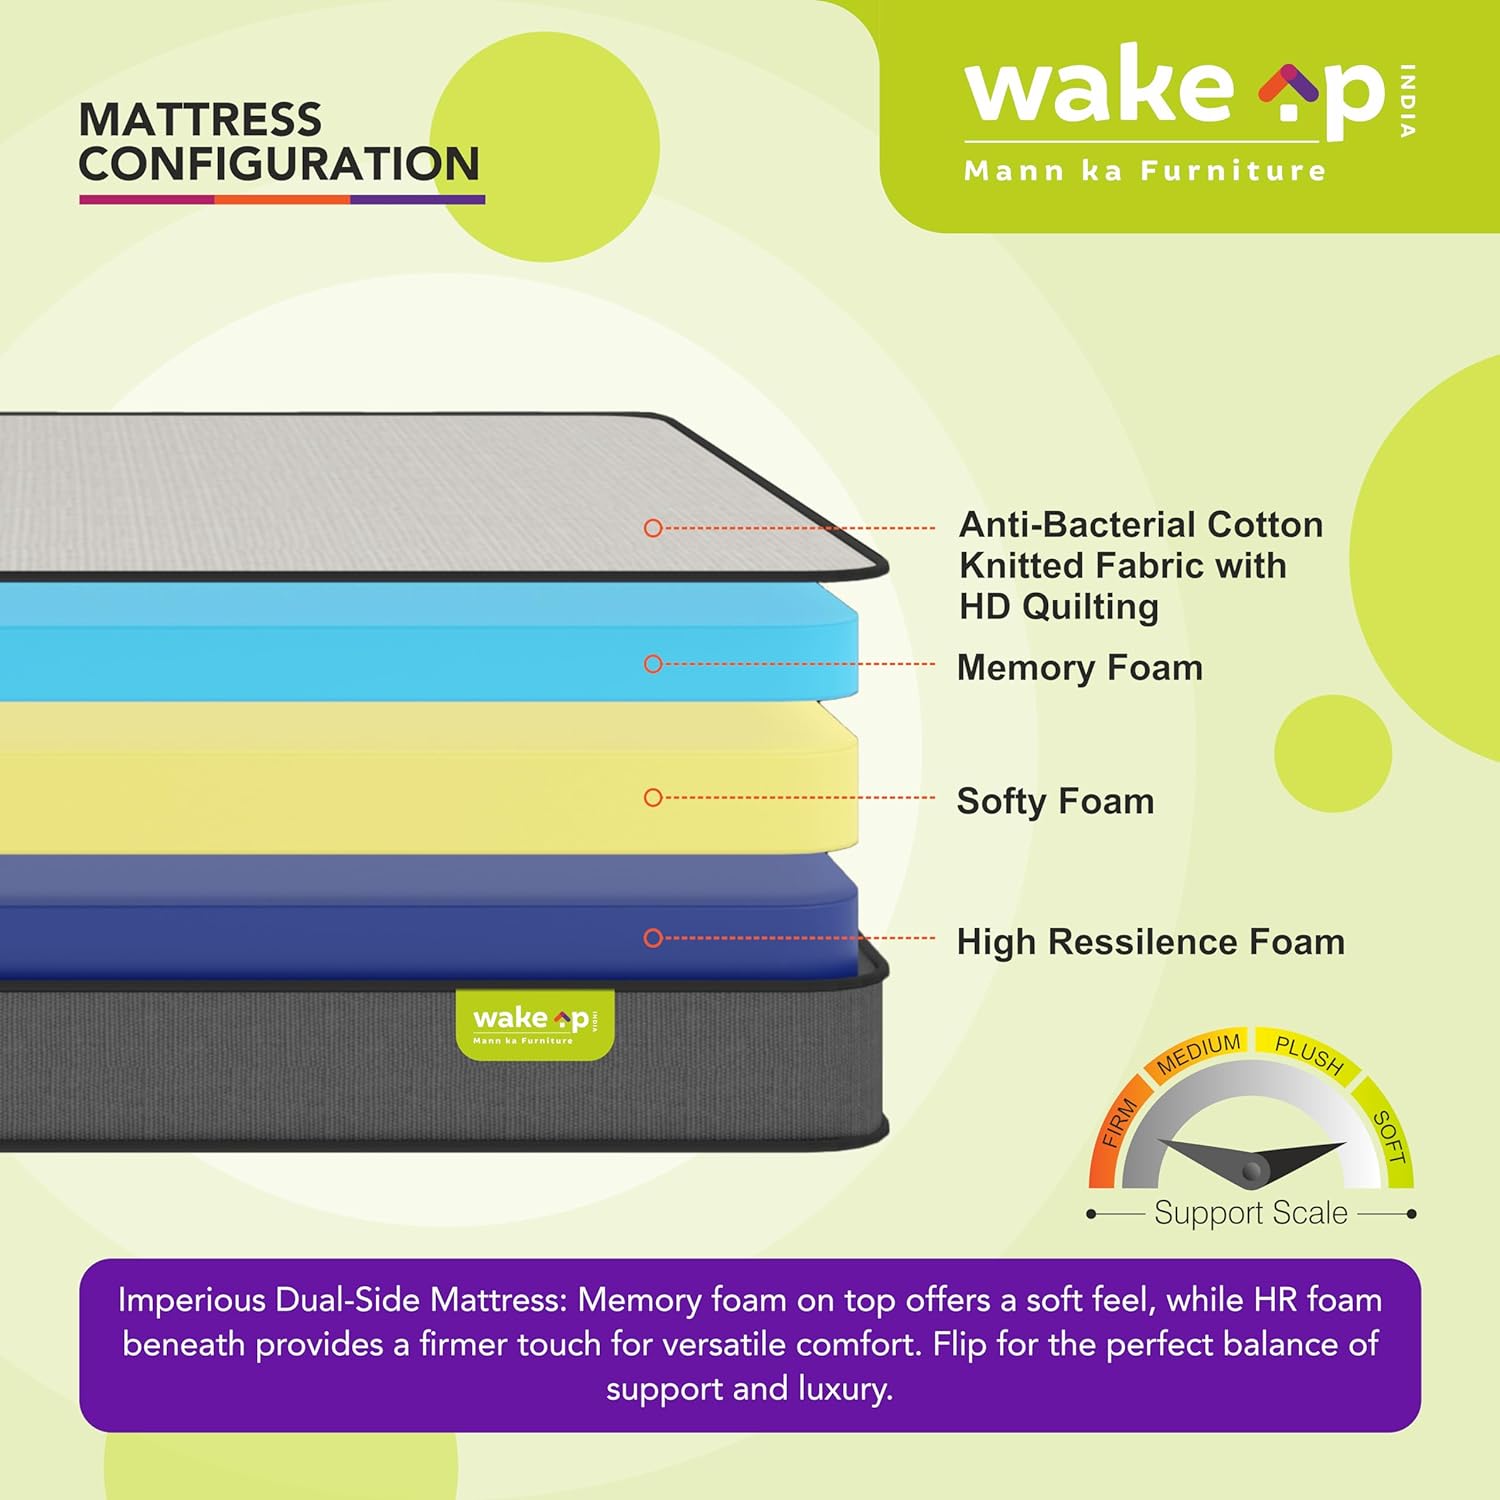 MATTRESS
CONFIGURATION
wake up INDIA
Mann ka Furniture
Anti-Bacterial Cotton
Knitted Fabric with
HD Quilting
Memory Foam
Softy Foam
High Ressilence Foam
wake up INDIA
Mann ka Furniture
FIRM MEDIUM PLUSH SOFT
Support Scale
Imperious Dual-Side Mattress: Memory foam on top offers a soft feel, while HR foam
beneath provides a firmer touch for versatile comfort. Flip for the perfect balance of
support and luxury.